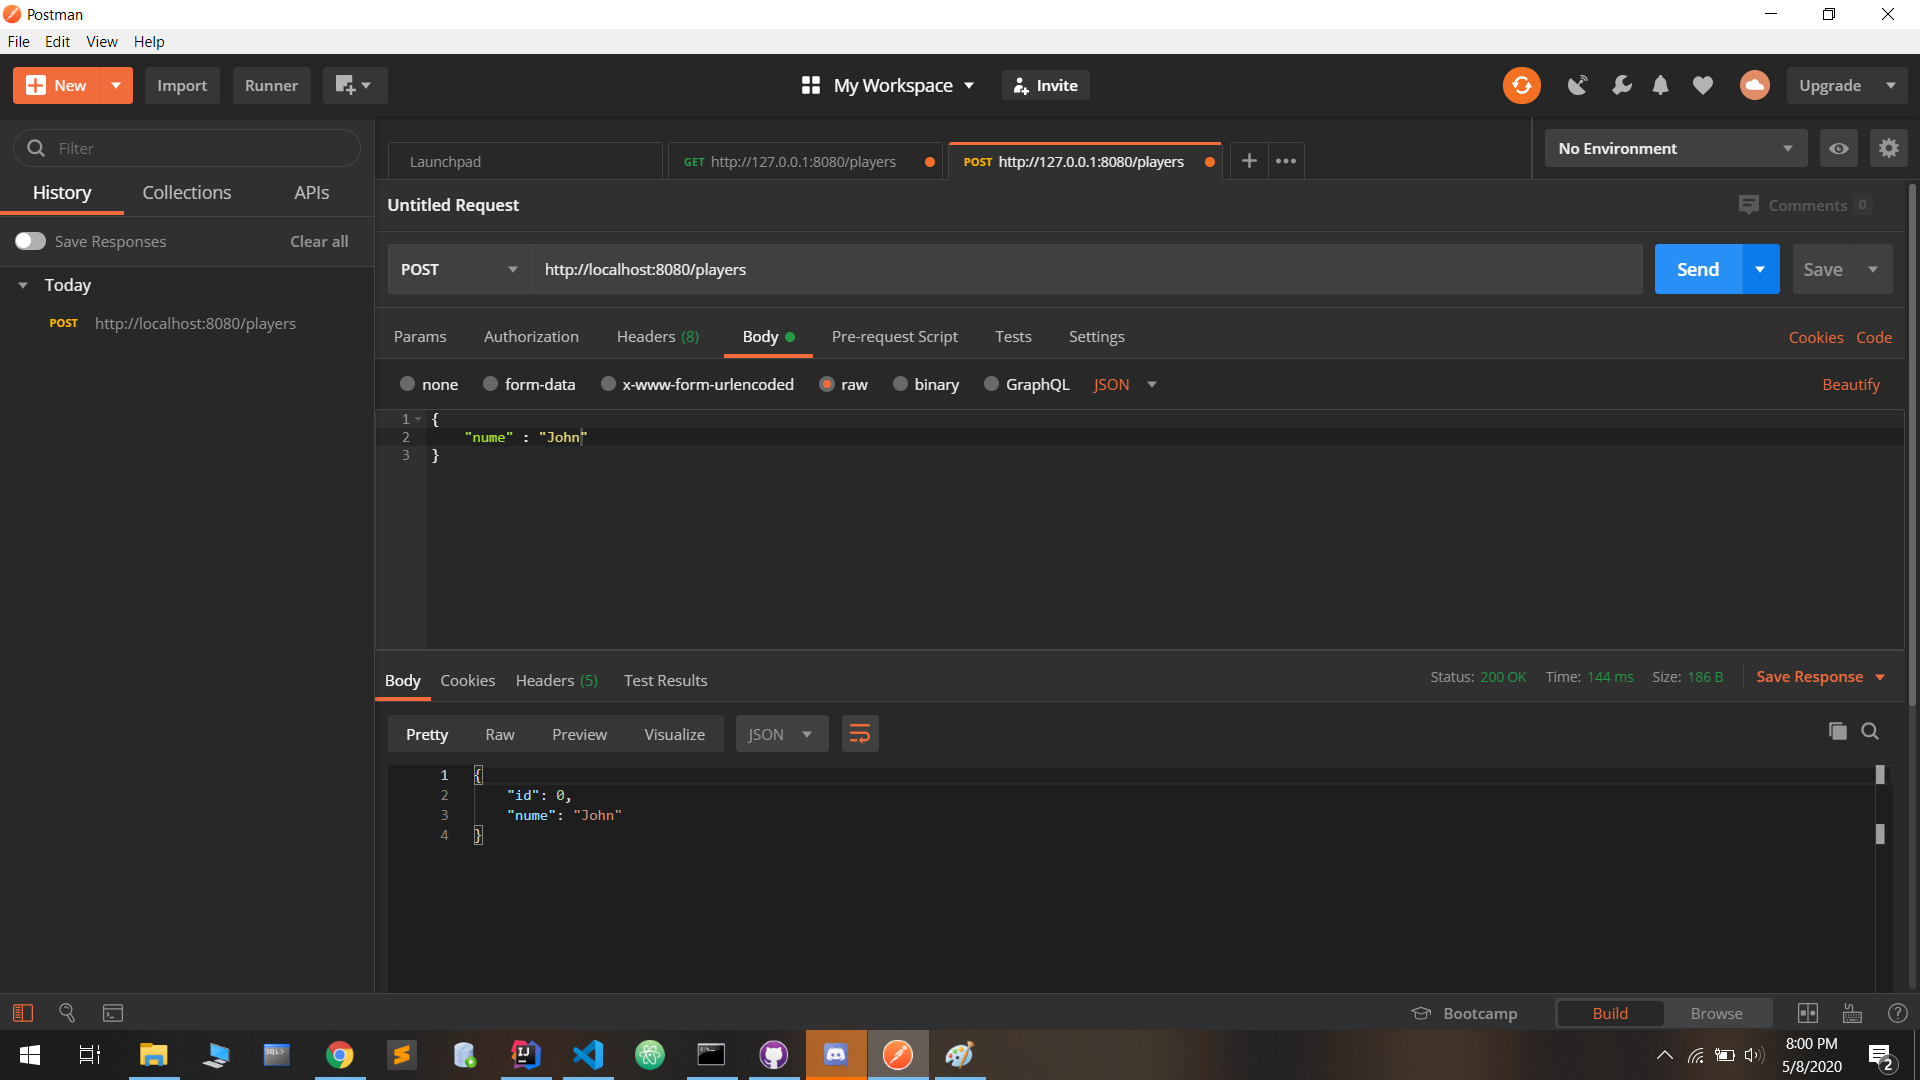 Postman
File Edit View Help
New Import Runner My Workspace Invite Upgrade
Filter
History Collections APIs
Save Responses Clear all
Today
POST http://localhost:8080/players
Launchpad GET http://127.0.0.1:8080/players POST http://127.0.0.1:8080/players No Environment
Untitled Request Comments 0
POST http://localhost:8080/players Send Save
Params Authorization Headers (8) Body Pre-request Script Tests Settings Cookies Code
none form-data x-www-form-urlencoded raw binary GraphQL JSON Beautify
1 {
2 "nume" : "John"
3 }
Body Cookies Headers (5) Test Results Status: 200 OK Time: 144 ms Size: 186 B Save Response
Pretty Raw Preview Visualize JSON
1 {
2 "id": 0,
3 "nume": "John"
4 }
Bootcamp Build Browse
SQL>
8:00 PM
5/8/2020
2